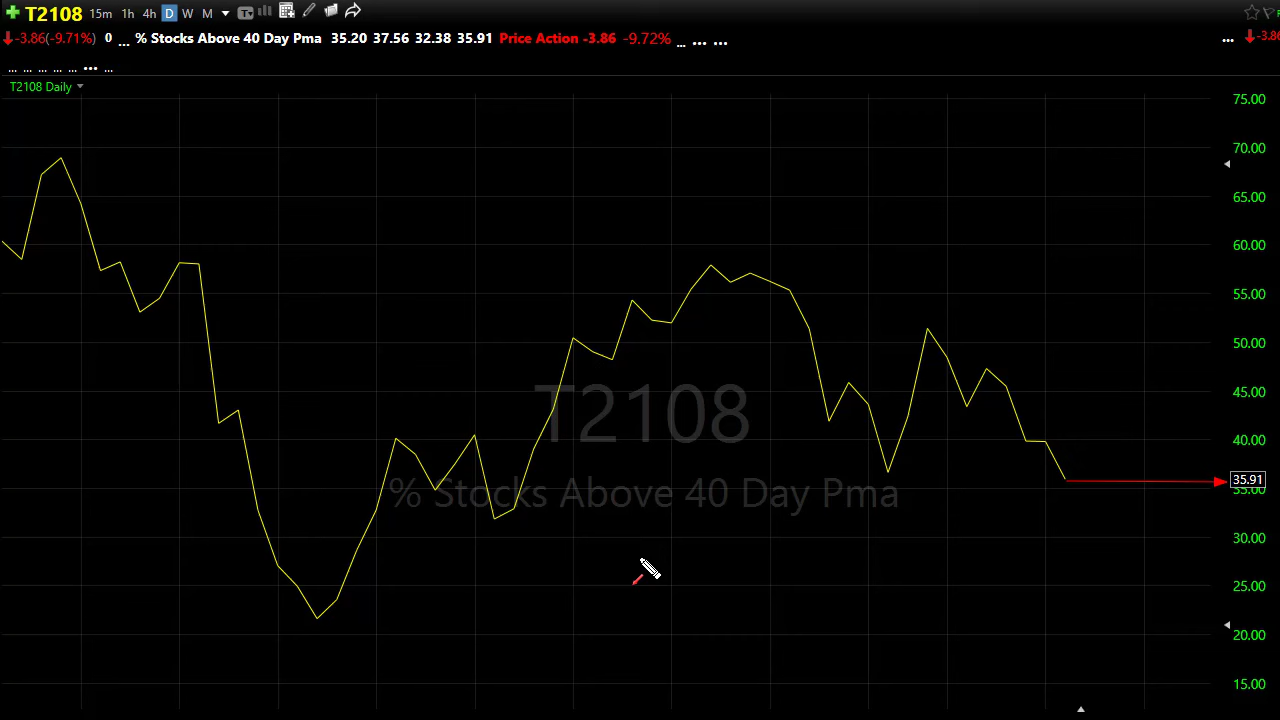 T2108 15m 1h 4h D W M
-3.86(-9.71%) 0 ... % Stocks Above 40 Day Pma 35.20 37.56 32.38 35.91 Price Action -3.86 -9.72% ... ... ... ... -3.86
... ... ... ... ... ... ...
T2108 Daily
75.00
70.00
65.00
60.00
55.00
50.00
45.00
T2108
40.00
35.91
35.00
% Stocks Above 40 Day Pma
30.00
25.00
20.00
15.00